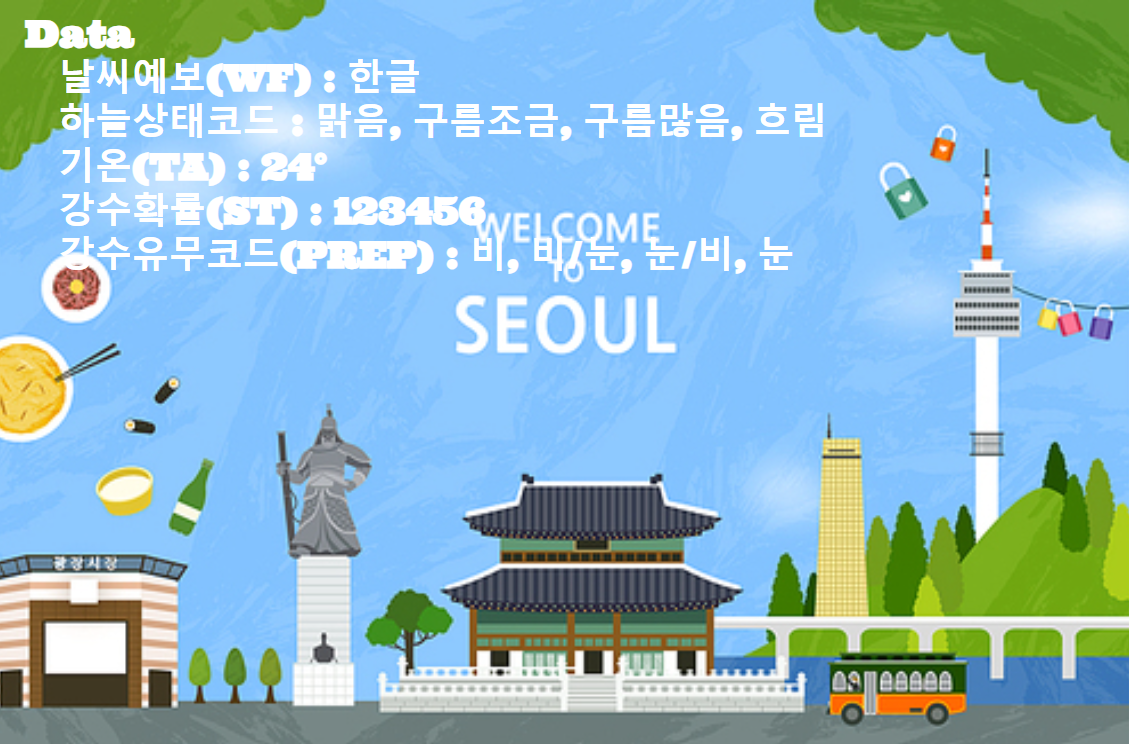 Data
날씨예보(WF) : 한글
하늘상태코드 : 맑음, 구름조금, 구름많음, 흐림
기온(TA) : 24°
강수확률(ST) : 123456
강수유무코드(PREP) : 비, 비/눈, 눈/비, 눈
WELCOME
TO
SEOUL
광장시장